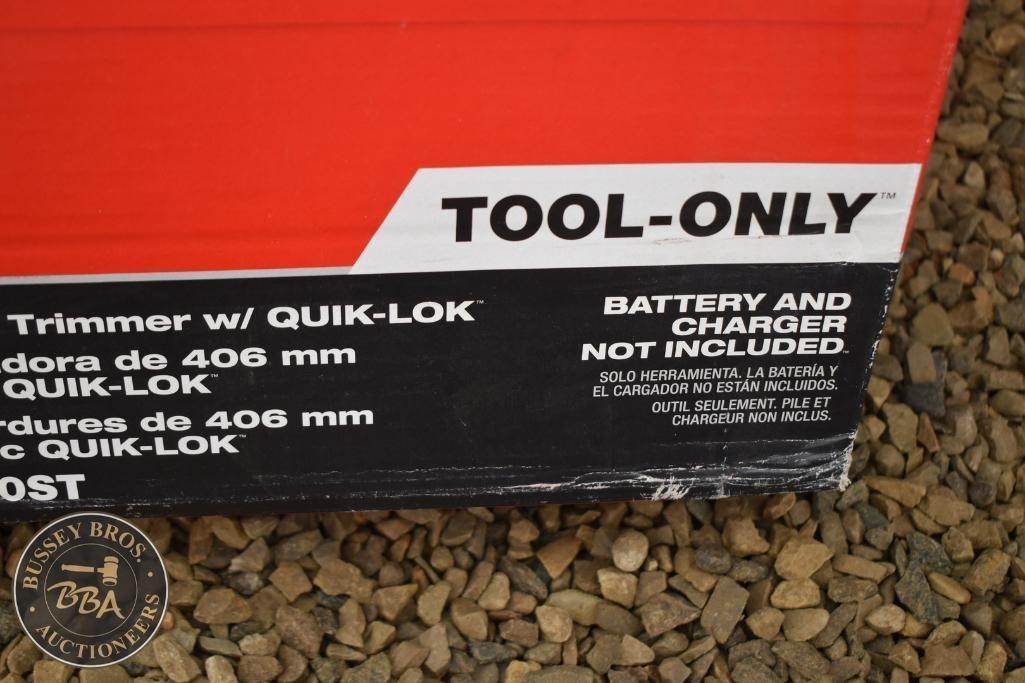 TOOL-ONLY™
Trimmer w/ QUIK-LOK™
dora de 406 mm
QUIK-LOK™
rdures de 406 mm
c QUIK-LOK™
0ST
BATTERY AND
CHARGER
NOT INCLUDED™
SOLO HERRAMIENTA. LA BATERÍA Y
EL CARGADOR NO ESTÁN INCLUIDOS.
OUTIL SEULEMENT. PILE ET
CHARGEUR NON INCLUS.
BUSSEY BROS.
BBA
AUCTIONEERS